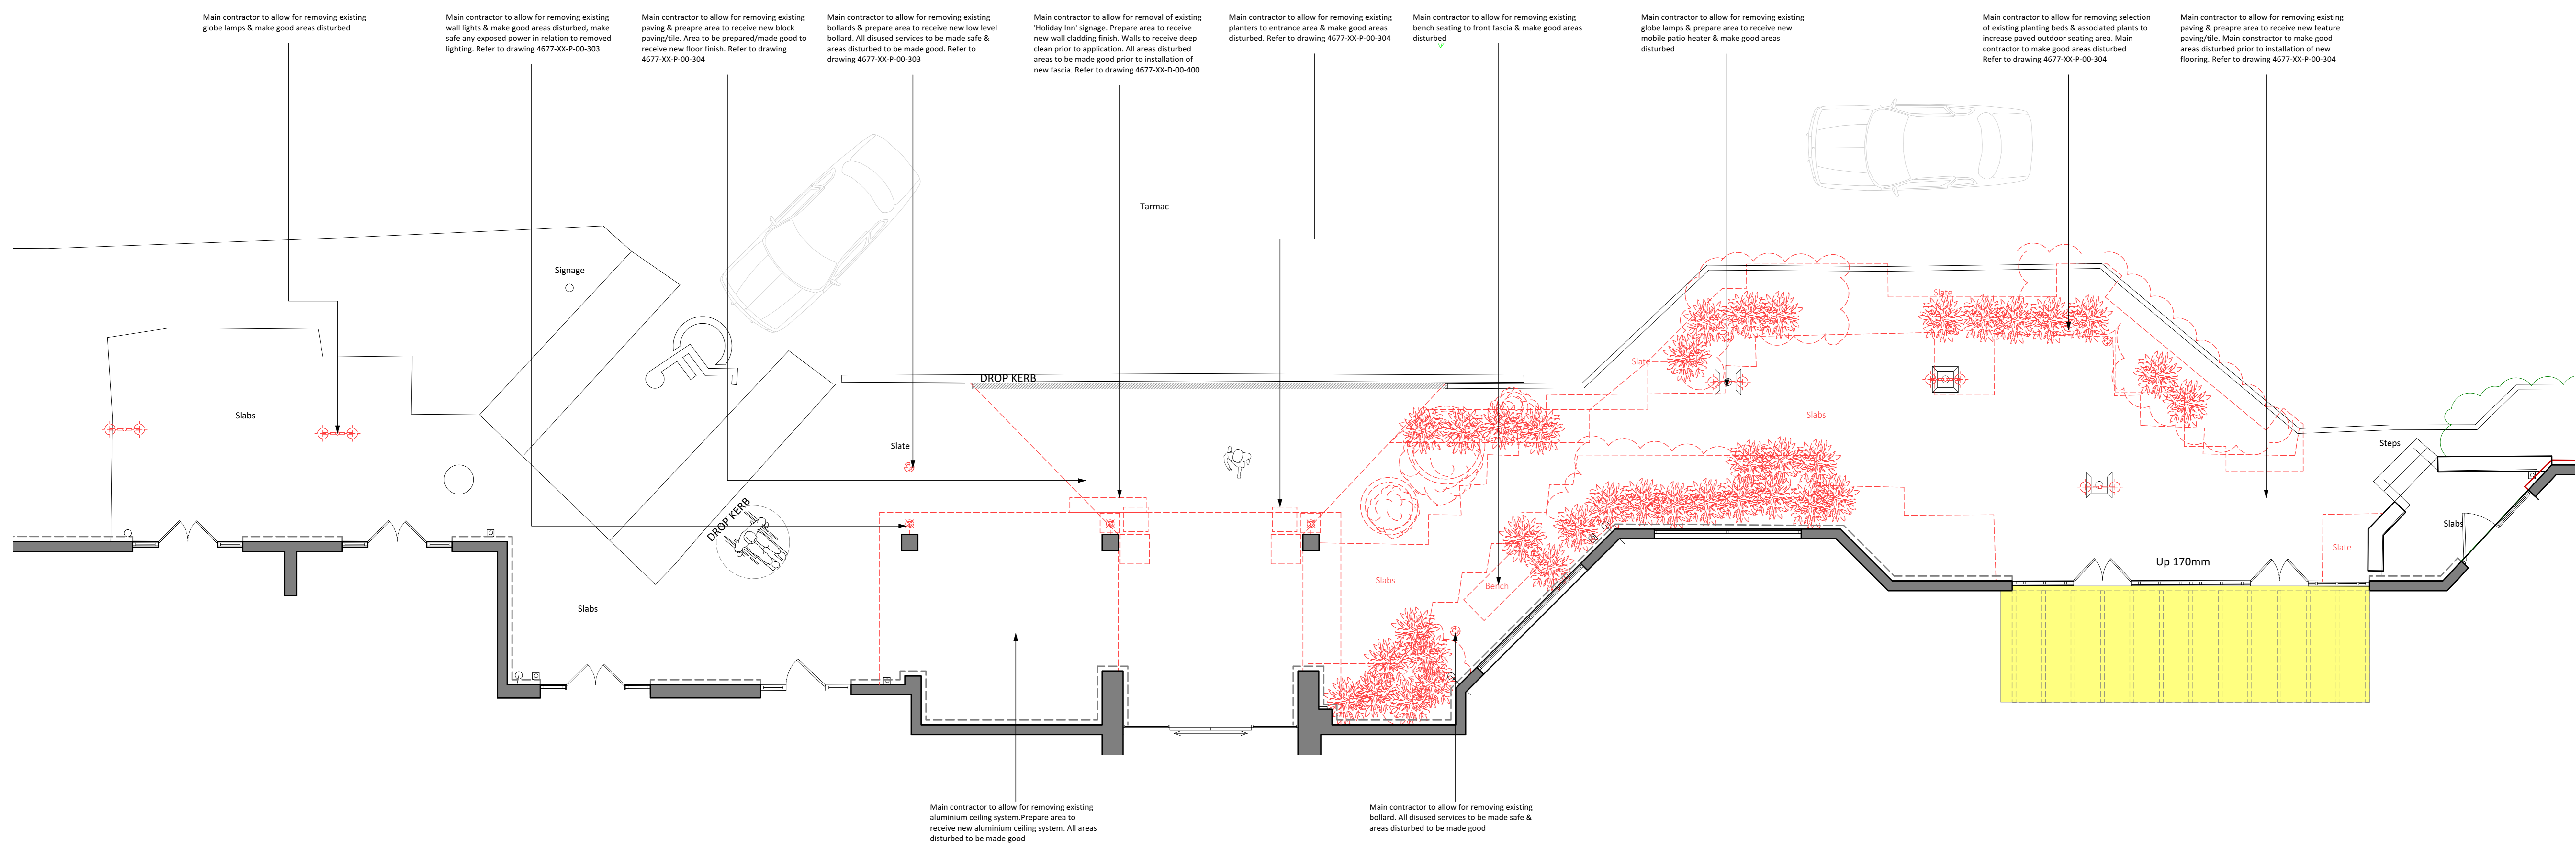 Main contractor to allow for removing existing
globe lamps & make good areas disturbed
Main contractor to allow for removing existing
wall lights & make good areas disturbed, make
safe any exposed power in relation to removed
lighting. Refer to drawing 4677-XX-P-00-303
Main contractor to allow for removing existing
paving & preapre area to receive new block
paving/tile. Area to be prepared/made good to
receive new floor finish. Refer to drawing
4677-XX-P-00-304
Main contractor to allow for removing existing
bollards & prepare area to receive new low level
bollard. All disused services to be made safe &
areas disturbed to be made good. Refer to
drawing 4677-XX-P-00-303
Main contractor to allow for removal of existing
'Holiday Inn' signage. Prepare area to receive
new wall cladding finish. Walls to receive deep
clean prior to application. All areas disturbed
areas to be made good prior to installation of
new fascia. Refer to drawing 4677-XX-D-00-400
Main contractor to allow for removing existing
planters to entrance area & make good areas
disturbed. Refer to drawing 4677-XX-P-00-304
Main contractor to allow for removing existing
bench seating to front fascia & make good areas
disturbed
Main contractor to allow for removing existing
globe lamps & prepare area to receive new
mobile patio heater & make good areas
disturbed
Main contractor to allow for removing selection
of existing planting beds & associated plants to
increase paved outdoor seating area. Main
contractor to make good areas disturbed
Refer to drawing 4677-XX-P-00-304
Main contractor to allow for removing existing
paving & preapre area to receive new feature
paving/tile. Main constractor to make good
areas disturbed prior to installation of new
flooring. Refer to drawing 4677-XX-P-00-304
Tarmac
Signage
Slate
Slate
DROP KERB
Slabs
Slabs
Steps
Slate
DROP KERB
Slabs
Slate
Up 170mm
Slabs
Bench
Slabs
Main contractor to allow for removing existing
aluminium ceiling system.Prepare area to
receive new aluminium ceiling system. All areas
disturbed to be made good
Main contractor to allow for removing existing
bollard. All disused services to be made safe &
areas disturbed to be made good